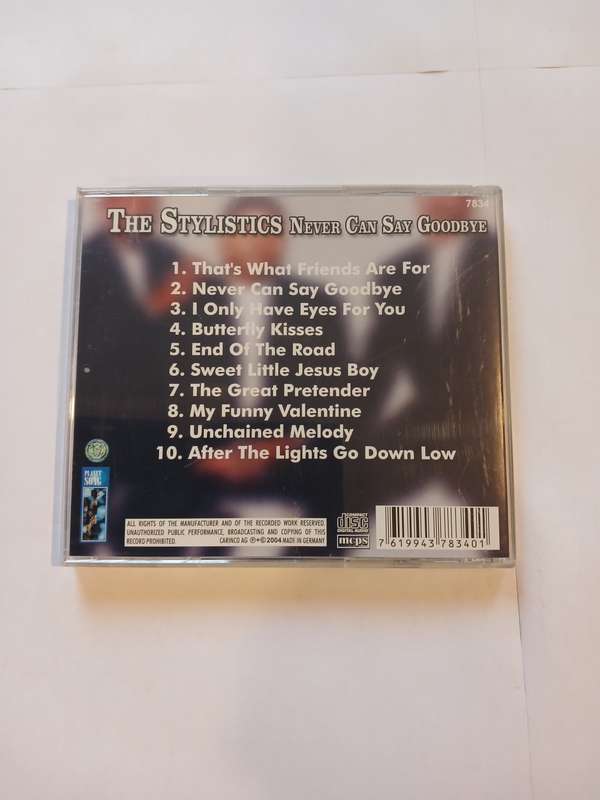 7834
THE STYLISTICS NEVER CAN SAY GOODBYE
1. That's What Friends Are For
2. Never Can Say Goodbye
3. I Only Have Eyes For You
4. Butterfly Kisses
5. End Of The Road
6. Sweet Little Jesus Boy
7. The Great Pretender
8. My Funny Valentine
9. Unchained Melody
10. After The Lights Go Down Low
PLANET
SONG
ALL RIGHTS OF THE MANUFACTURER AND OF THE RECORDED WORK RESERVED.
UNAUTHORIZED PUBLIC PERFORMANCE, BROADCASTING AND COPYING OF THIS
RECORD PROHIBITED. CARINCO AG ℗+© 2004 MADE IN GERMANY
COMPACT
disc
DIGITAL AUDIO
mcps
7 619943 783401